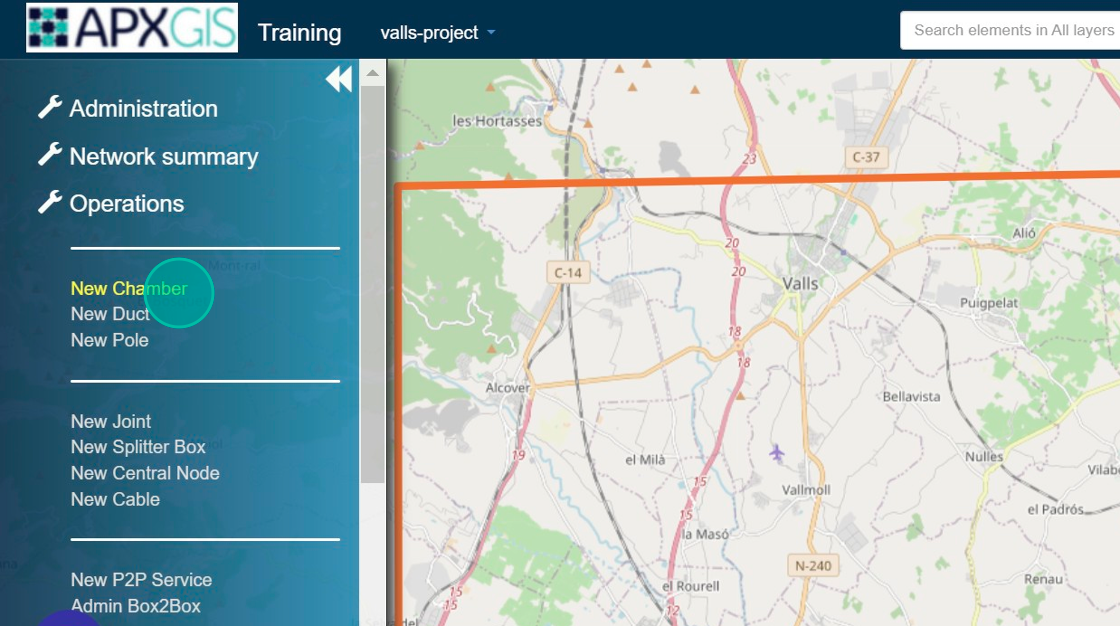 APXGIS
Training
valls-project
Search elements in All layers
Administration
Network summary
Operations
Mont-ral
New Chamber
New Duct
New Pole
New Joint
New Splitter Box
New Central Node
New Cable
New P2P Service
Admin Box2Box
les Hortasses
C-37
23
Alió
20
C-14
20
Valls
Puigpelat
18
18
Alcover
Bellavista
19
el Milà
Nulles
15
Vallmoll
el Padrós
15
la Masó
N-240
el Rourell
Renau
15
15
12